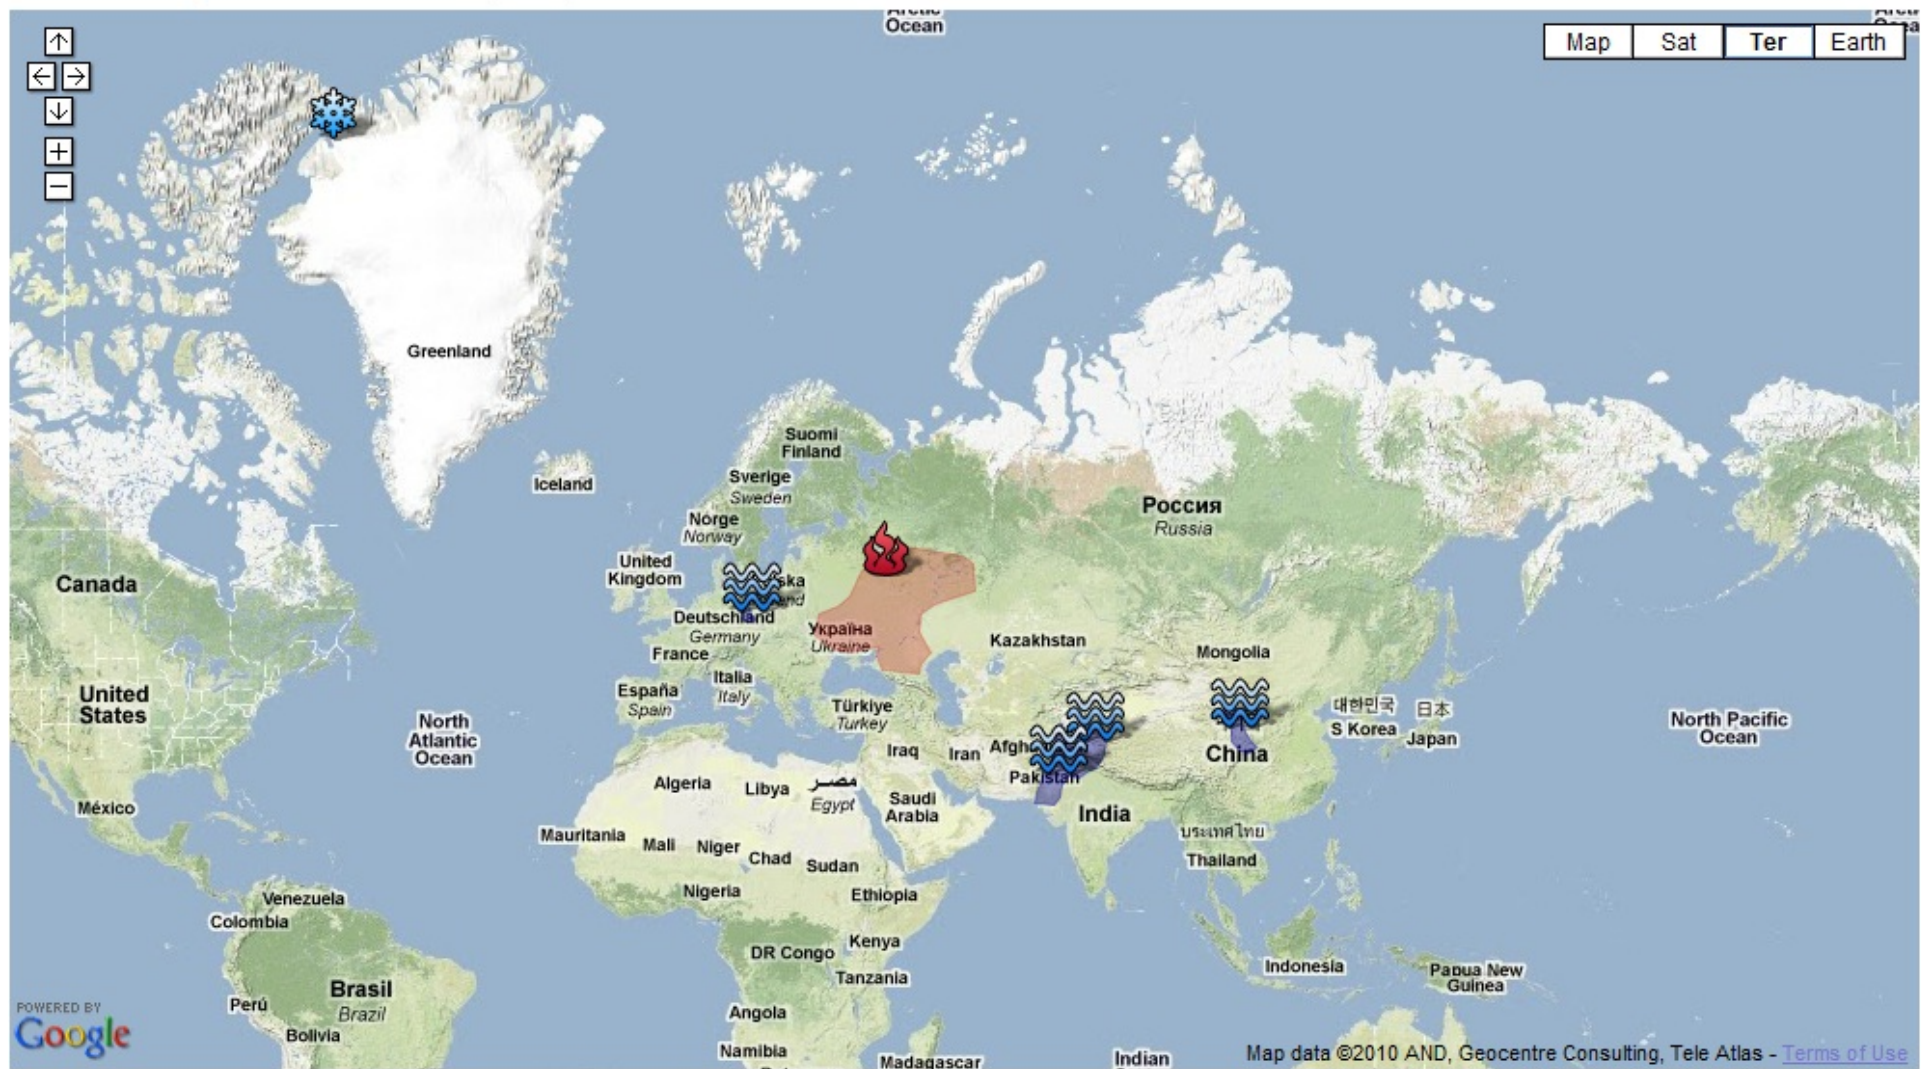 Arctic
Ocean
Map
Sat
Ter
Earth
Greenland
Iceland
Suomi
Finland
Sverige
Sweden
Norge
Norway
United
Kingdom
Deutschland
Germany
France
España
Spain
Italia
Italy
Україна
Ukraine
Türkiye
Turkey
Россия
Russia
Kazakhstan
Mongolia
China
대한민국
S Korea
日本
Japan
Iraq
Iran
Pakistan
India
ประเทศไทย
Thailand
Canada
United
States
México
North
Atlantic
Ocean
North Pacific
Ocean
Algeria
Libya
مصر
Egypt
Saudi
Arabia
Mauritania
Mali
Niger
Chad
Sudan
Nigeria
Ethiopia
DR Congo
Kenya
Tanzania
Angola
Namibia
Madagascar
Venezuela
Colombia
Brasil
Brazil
Perú
Bolivia
Indonesia
Papua New
Guinea
Indian
POWERED BY
Google
Map data ©2010 AND, Geocentre Consulting, Tele Atlas - Terms of Use